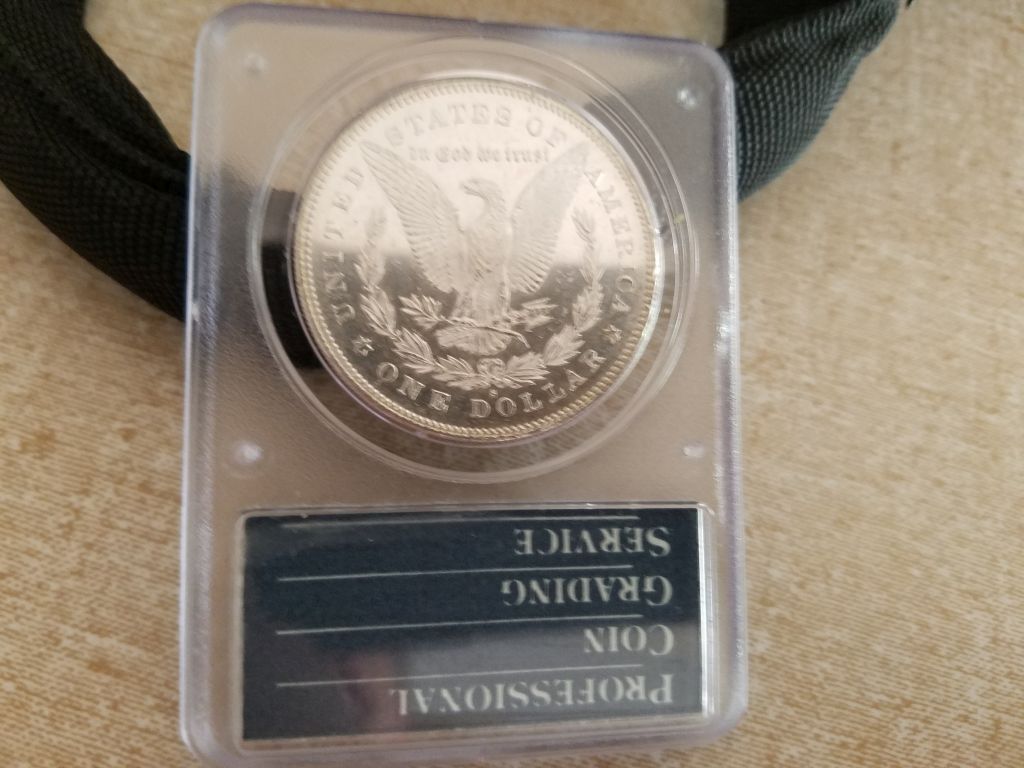 UNITED STATES OF AMERICA
In God we trust
ONE DOLLAR
PROFESSIONAL
COIN
GRADING
SERVICE